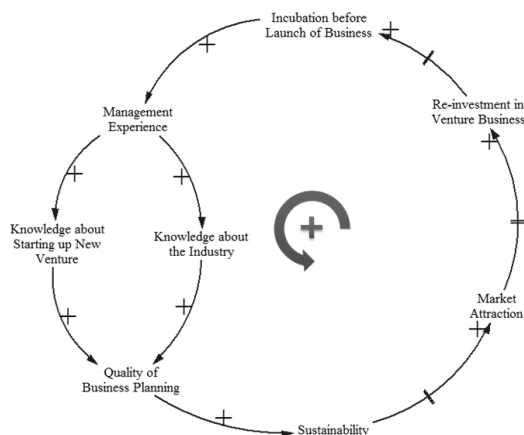 Incubation before
Launch of Business
Re-investment in
Venture Business
Management
Experience
Knowledge about
Starting up New
Venture
Knowledge about
the Industry
Market
Attraction
Quality of
Business Planning
Sustainability